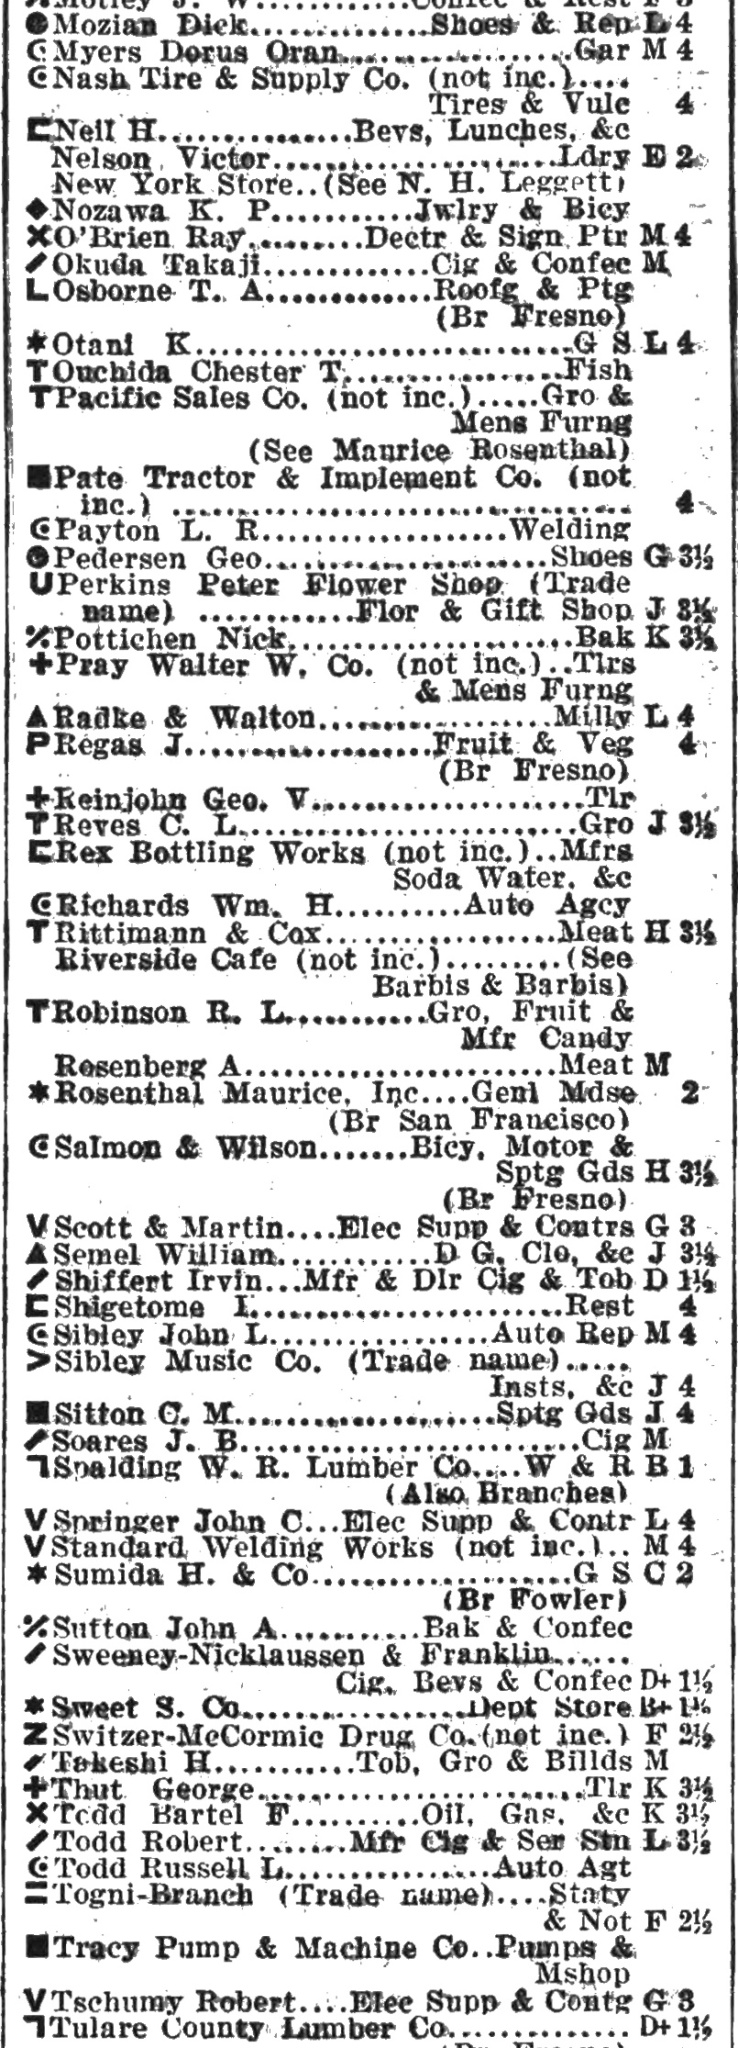 Mozian Dick..............Shoes & Rep L 4
Myers Dorus Oran..................Gar M 4
Nash Tire & Supply Co. (not inc.)....
Tires & Vulc 4
Neil H...............Bevs, Lunches, &c
Nelson Victor......................Ldry E 2
New York Store..(See N. H. Leggett)
Nozawa K. P...........Jwlry & Bicy
O'Brien Ray..........Dectr & Sign Ptr M 4
Okuda Takaji.............Cig & Confec M
Osborne T. A.............Roofg & Ptg
(Br Fresno)
Otani K.............................G S L 4
Ouchida Chester T.................Fish
Pacific Sales Co. (not inc.).....Gro &
Mens Furng
(See Maurice Rosenthal)
Pate Tractor & Implement Co. (not
inc.) ................................... 4
Payton L. R...................Welding
Pedersen Geo......................Shoes G 3½
Perkins Peter Flower Shop (Trade
name) ............Flor & Gift Shop J 3½
Pottichen Nick......................Bak K 3½
Pray Walter W. Co. (not inc.)..Tlrs
& Mens Furng
Radke & Walton..................Milly L 4
Regas J...................Fruit & Veg 4
(Br Fresno)
Reinjohn Geo. V.....................Tlr
Reves C. L..........................Gro J 3½
Rex Bottling Works (not inc.)..Mfrs
Soda Water, &c
Richards Wm. H..........Auto Agcy
Rittimann & Cox..................Meat H 3½
Riverside Cafe (not inc.).........(See
Barbis & Barbis)
Robinson R. L...........Gro, Fruit &
Mfr Candy
Rosenberg A........................Meat M
Rosenthal Maurice, Inc....Genl Mdse 2
(Br San Francisco)
Salmon & Wilson.......Bicy, Motor &
Sptg Gds H 3½
(Br Fresno)
Scott & Martin....Elec Supp & Contrs G 3
Semel William............D G, Clo, &c J 3½
Shiffert Irvin...Mfr & Dlr Cig & Tob D 1½
Shigetome I........................Rest 4
Sibley John L.................Auto Rep M 4
Sibley Music Co. (Trade name).....
Insts, &c J 4
Sitton C. M....................Sptg Gds J 4
Soares J. B..........................Cig M
Spalding W. R. Lumber Co....W & R B 1
(Also Branches)
Springer John C...Elec Supp & Contr L 4
Standard Welding Works (not inc.).. M 4
Sumida H. & Co....................G S C 2
(Br Fowler)
Sutton John A...........Bak & Confec
Sweeney-Nicklaussen & Franklin......
Cig, Bevs & Confec D+ 1½
Sweet S. Co.................Dept Store B+ 1½
Switzer-McCormic Drug Co.(not inc.) F 2½
Takeshi H...........Tob, Gro & Billds M
Thut George.........................Tlr K 3½
Todd Bartel F..........Oil, Gas, &c K 3½
Todd Robert........Mfr Cig & Ser Stn L 3½
Todd Russell L................Auto Agt
Togni-Branch (Trade name)....Staty
& Not F 2½
Tracy Pump & Machine Co..Pumps &
Mshop
Tschumy Robert....Elec Supp & Contg G 3
Tulare County Lumber Co.............. D+ 1½